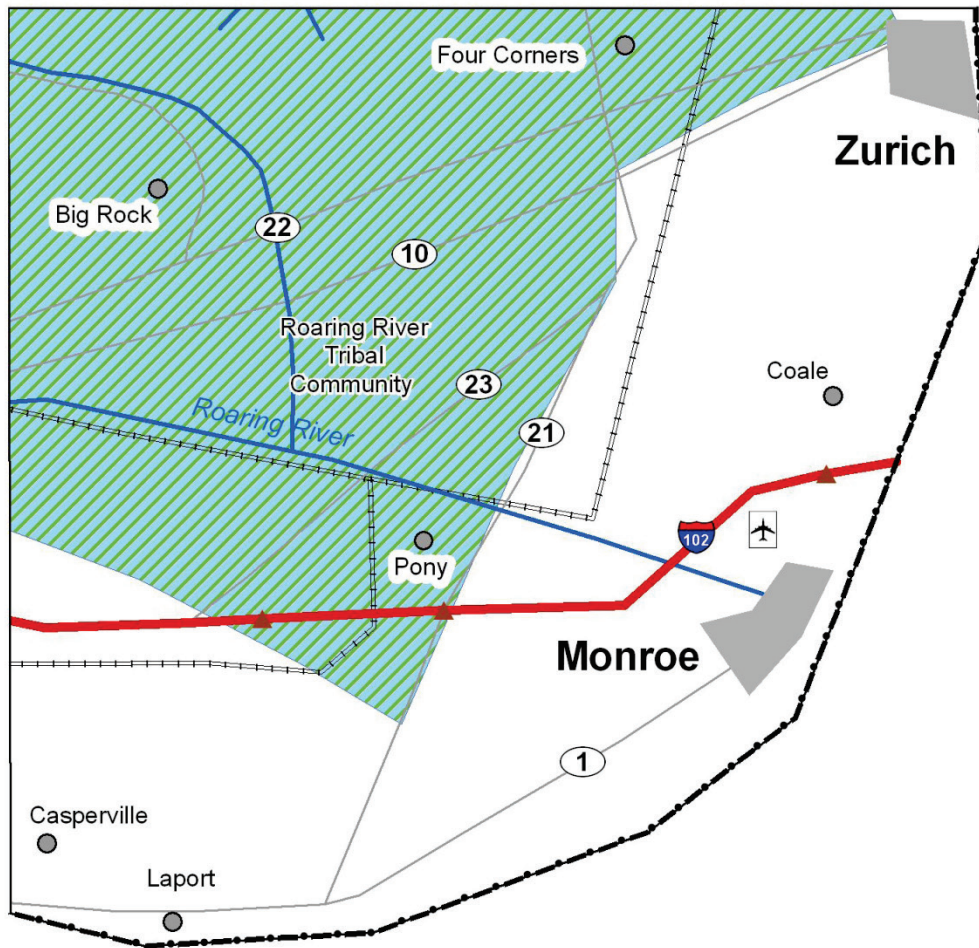 Four Corners
Zurich
Big Rock
22
10
Roaring River
Tribal
Community
Coale
23
Roaring River
21
102
Pony
Monroe
1
Casperville
Laport